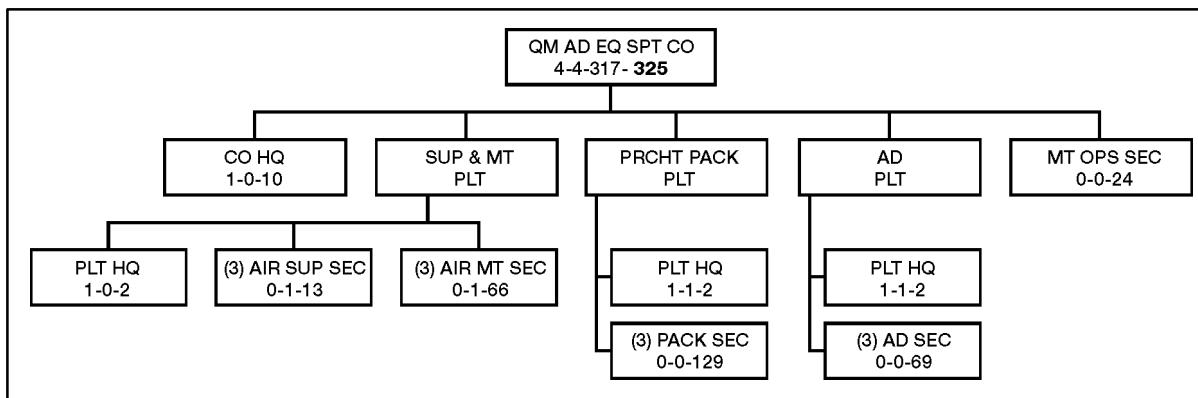 QM AD EQ SPT CO
4-4-317- 325
CO HQ
1-0-10
SUP & MT
PLT
PRCHT PACK
PLT
AD
PLT
MT OPS SEC
0-0-24
PLT HQ
1-0-2
(3) AIR SUP SEC
0-1-13
(3) AIR MT SEC
0-1-66
PLT HQ
1-1-2
PLT HQ
1-1-2
(3) PACK SEC
0-0-129
(3) AD SEC
0-0-69